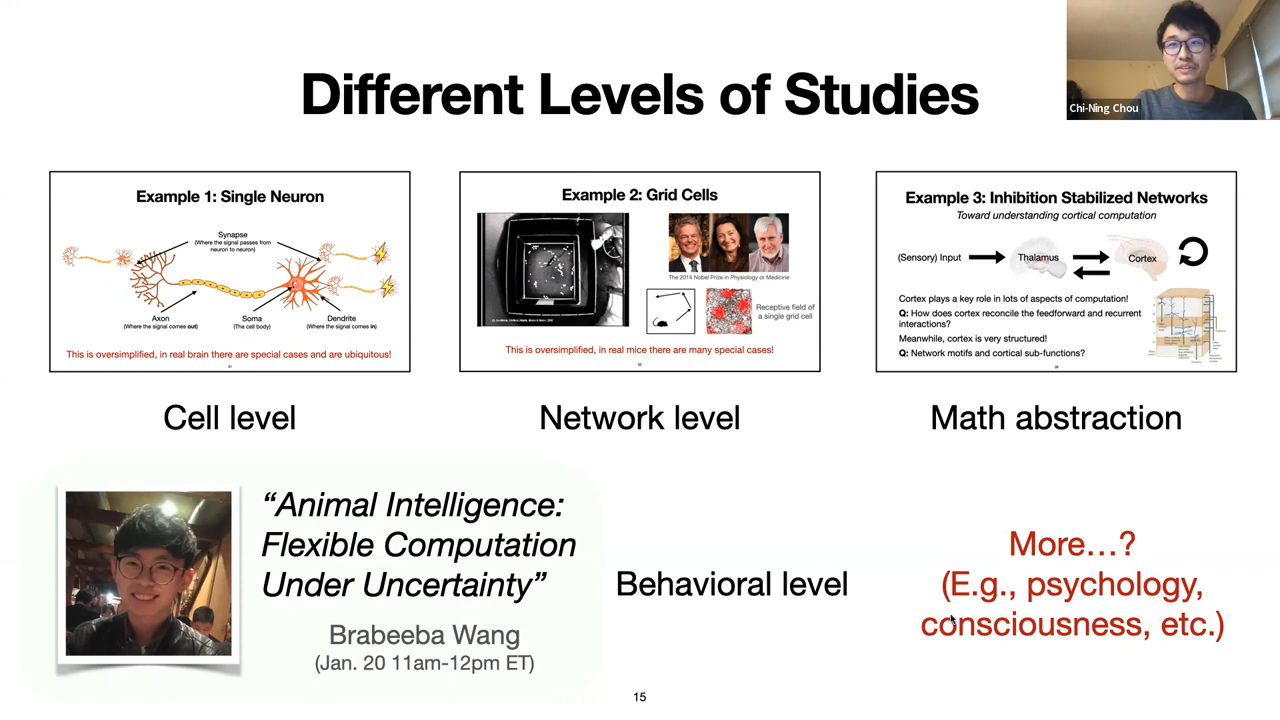 Different Levels of Studies
Chi-Ning Chou
Example 1: Single Neuron
Synapse
(Where the signal passes from
neuron to neuron)
Axon
(Where the signal comes out)
Soma
(The cell body)
Dendrite
(Where the signal comes in)
This is oversimplified, in real brain there are special cases and are ubiquitous!
Cell level
Example 2: Grid Cells
The 2014 Nobel Prize in Physiology or Medicine
Receptive field of
a single grid cell
This is oversimplified, in real mice there are many special cases!
Network level
Example 3: Inhibition Stabilized Networks
Toward understanding cortical computation
(Sensory) Input
Thalamus
Cortex
Cortex plays a key role in lots of aspects of computation!
Q: How does cortex reconcile the feedforward and recurrent
interactions?
Meanwhile, cortex is very structured!
Q: Network motifs and cortical sub-functions?
Math abstraction
“Animal Intelligence:
Flexible Computation
Under Uncertainty”
Brabeeba Wang
(Jan. 20 11am-12pm ET)
Behavioral level
More…?
(E.g., psychology,
consciousness, etc.)
15